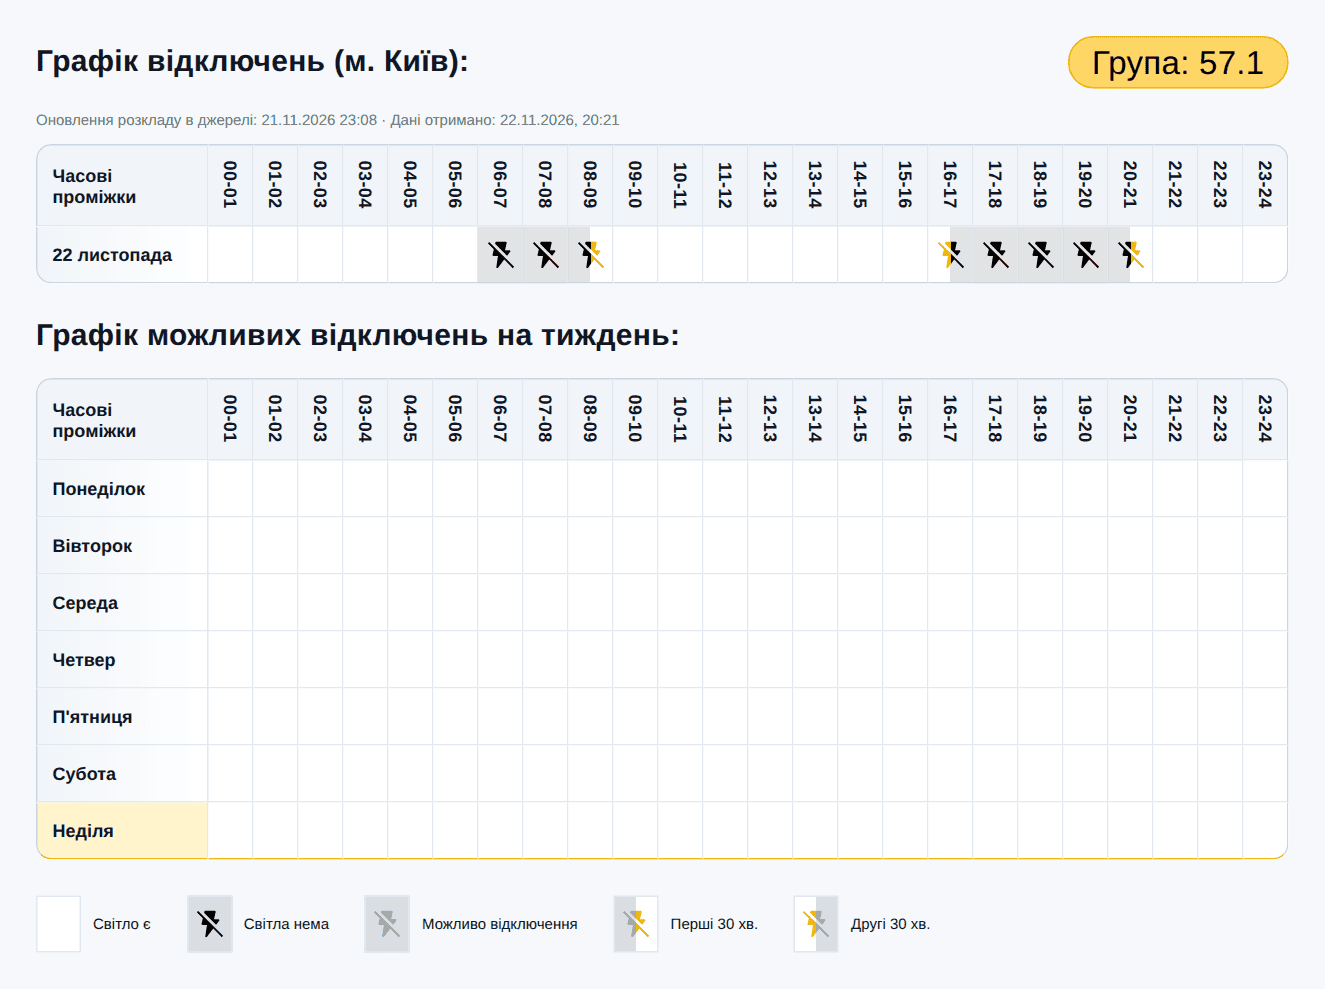 Графік відключень (м. Київ):
Група: 57.1
Оновлення розкладу в джерелі: 21.11.2026 23:08 · Дані отримано: 22.11.2026, 20:21
Часові
проміжки
00-01 01-02 02-03 03-04 04-05 05-06 06-07 07-08 08-09 09-10 10-11 11-12 12-13 13-14 14-15 15-16 16-17 17-18 18-19 19-20 20-21 21-22 22-23 23-24
22 листопада
Графік можливих відключень на тиждень:
Часові
проміжки
00-01 01-02 02-03 03-04 04-05 05-06 06-07 07-08 08-09 09-10 10-11 11-12 12-13 13-14 14-15 15-16 16-17 17-18 18-19 19-20 20-21 21-22 22-23 23-24
Понеділок
Вівторок
Середа
Четвер
П'ятниця
Субота
Неділя
Світло є
Світла нема
Можливо відключення
Перші 30 хв.
Другі 30 хв.